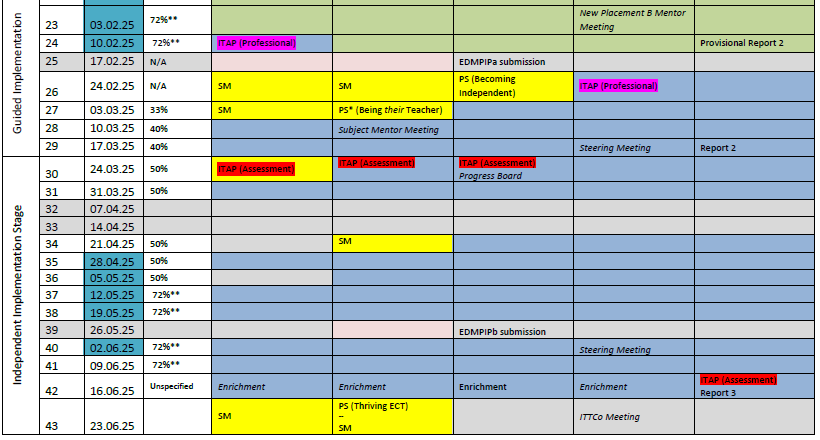 Guided Implementation
23 03.02.25 72%** New Placement B Mentor
Meeting
24 10.02.25 72%** ITAP (Professional) Provisional Report 2
25 17.02.25 N/A EDMPIPa submission
26 24.02.25 N/A SM SM PS (Becoming
Independent) ITAP (Professional)
27 03.03.25 33% SM PS* (Being their Teacher)
28 10.03.25 40% Subject Mentor Meeting
29 17.03.25 40% Steering Meeting Report 2
Independent Implementation Stage
30 24.03.25 50% ITAP (Assessment) ITAP (Assessment) ITAP (Assessment)
Progress Board
31 31.03.25 50%
32 07.04.25
33 14.04.25
34 21.04.25 50% SM
35 28.04.25 50%
36 05.05.25 50%
37 12.05.25 72%**
38 19.05.25 72%**
39 26.05.25 EDMPIPb submission
40 02.06.25 72%** Steering Meeting
41 09.06.25 72%**
42 16.06.25 Unspecified Enrichment Enrichment Enrichment Enrichment ITAP (Assessment)
Report 3
43 23.06.25 SM PS (Thriving ECT)
–
SM ITTCo Meeting